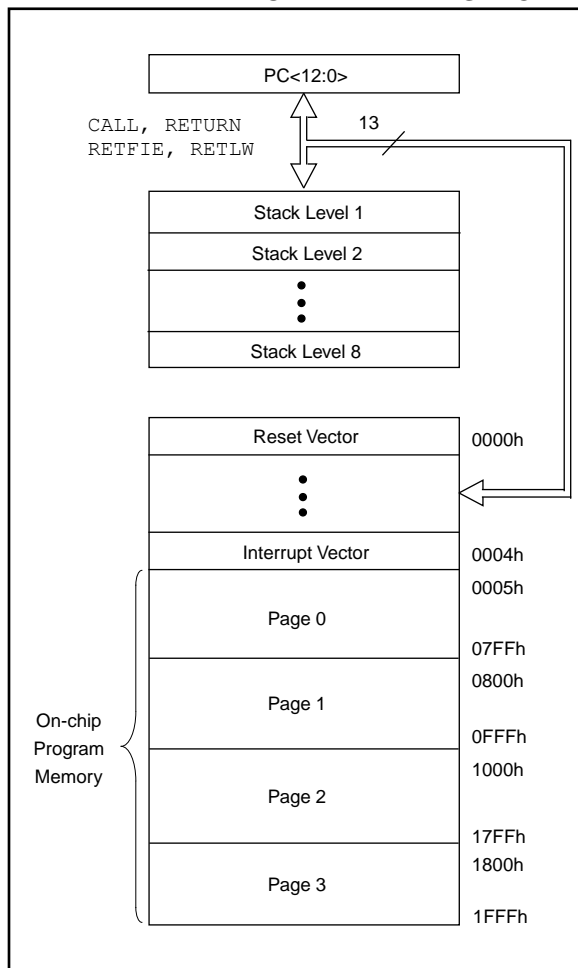 PC<12:0>
CALL, RETURN
RETFIE, RETLW
13
Stack Level 1
Stack Level 2
Stack Level 8
Reset Vector
0000h
Interrupt Vector
0004h
0005h
Page 0
07FFh
0800h
Page 1
0FFFh
1000h
Page 2
17FFh
1800h
Page 3
1FFFh
On-chip
Program
Memory